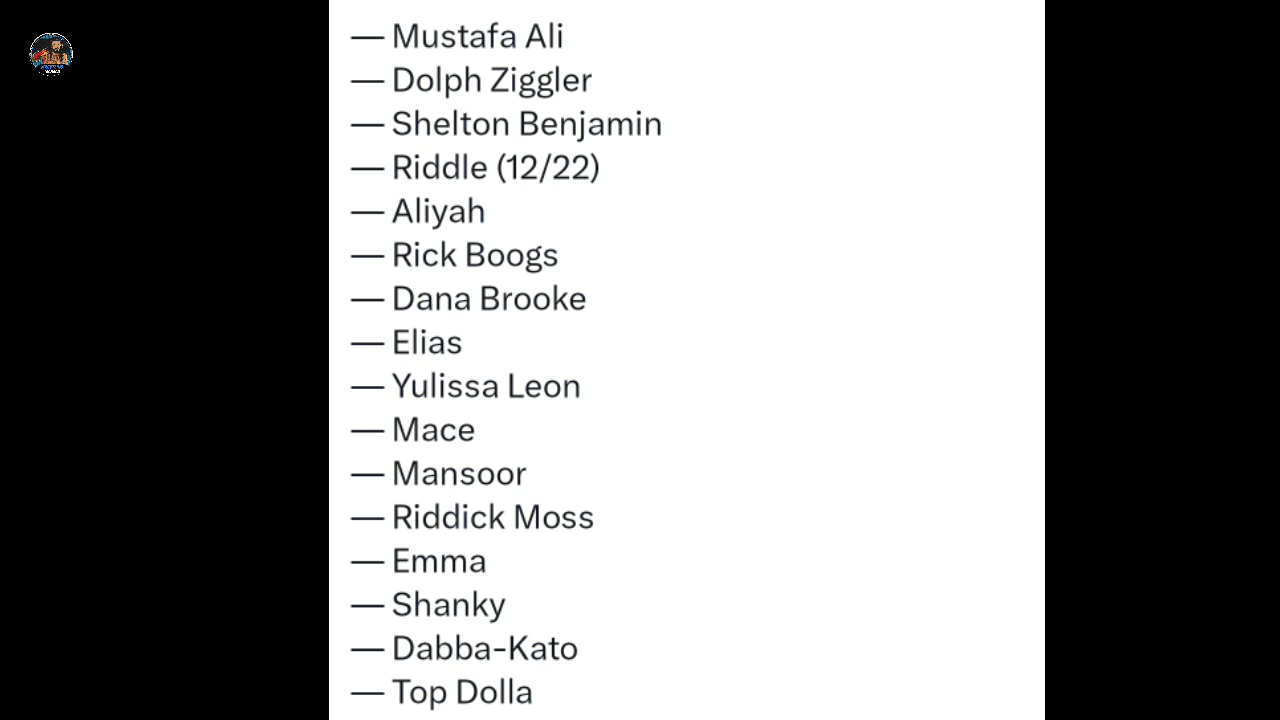 — Mustafa Ali
— Dolph Ziggler
— Shelton Benjamin
— Riddle (12/22)
— Aliyah
— Rick Boogs
— Dana Brooke
— Elias
— Yulissa Leon
— Mace
— Mansoor
— Riddick Moss
— Emma
— Shanky
— Dabba-Kato
— Top Dolla